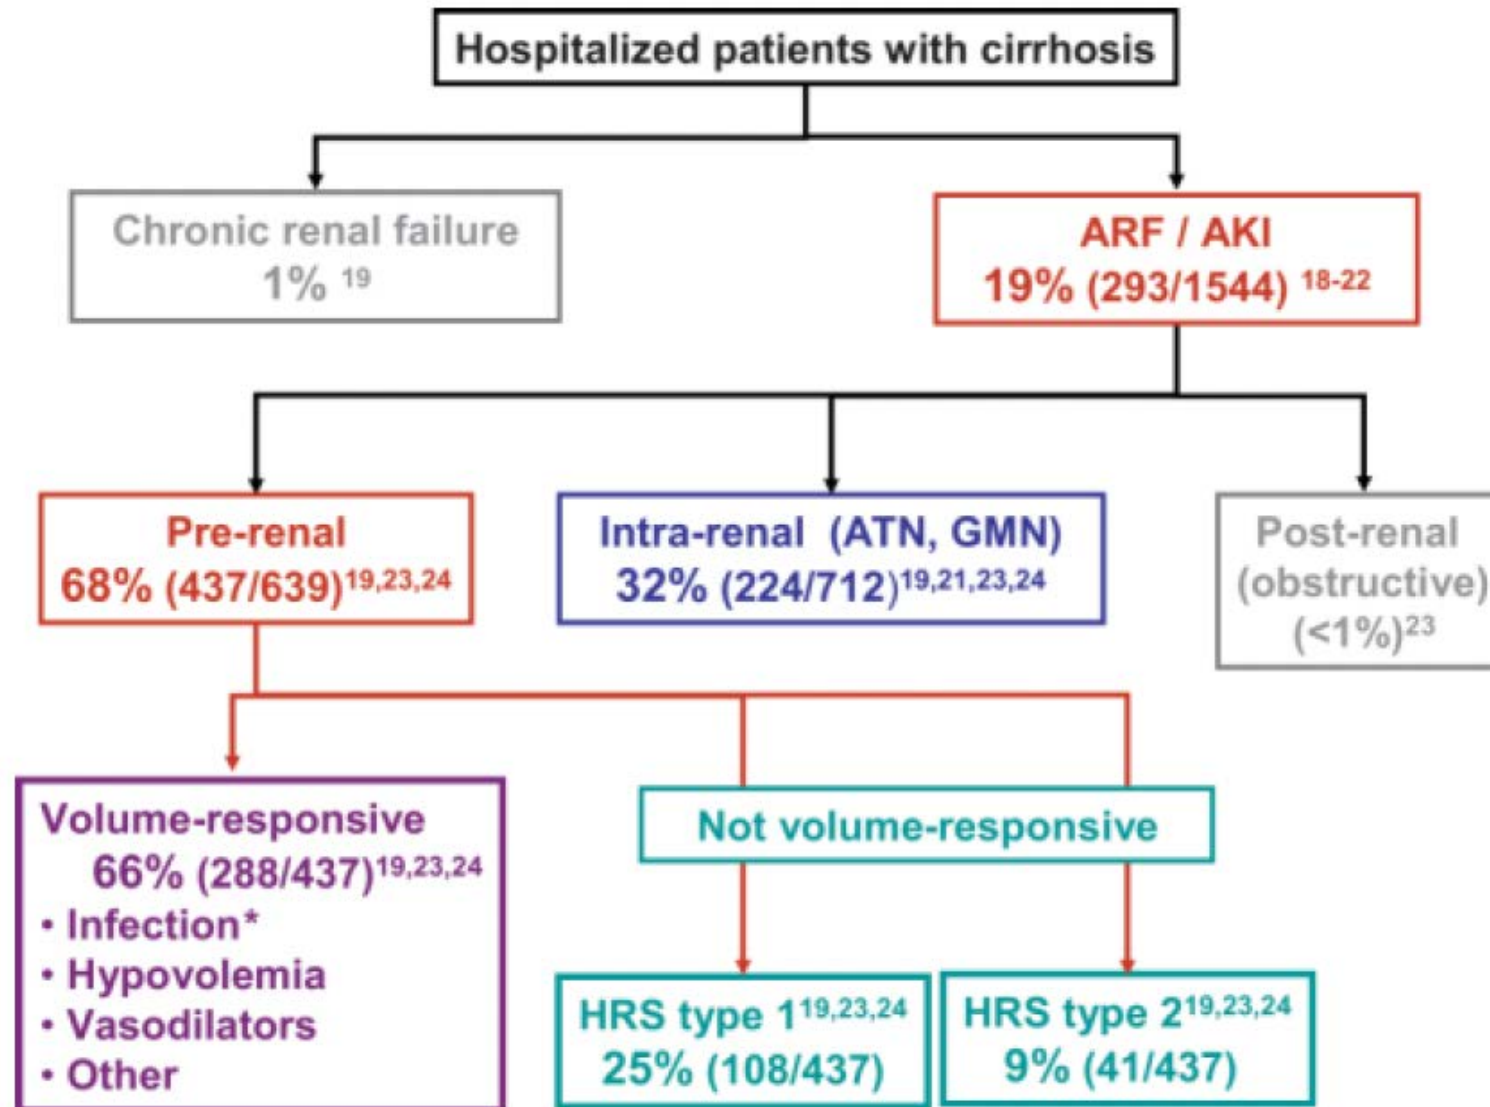 Hospitalized patients with cirrhosis
Chronic renal failure
1% 19
ARF / AKI
19% (293/1544) 18-22
Pre-renal
68% (437/639)19,23,24
Intra-renal (ATN, GMN)
32% (224/712)19,21,23,24
Post-renal
(obstructive)
(<1%)23
Volume-responsive
66% (288/437)19,23,24
• Infection*
• Hypovolemia
• Vasodilators
• Other
Not volume-responsive
HRS type 119,23,24
25% (108/437)
HRS type 219,23,24
9% (41/437)